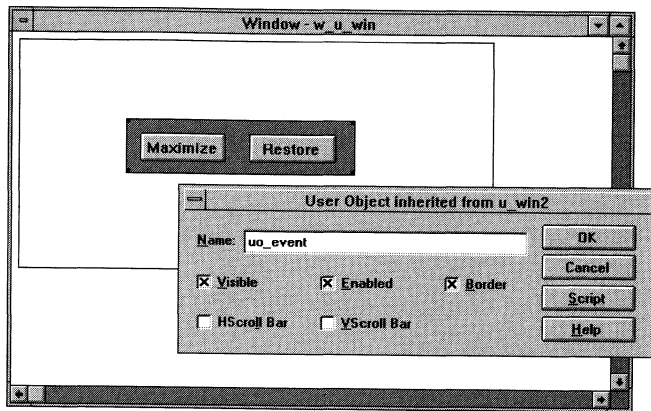 Window - w_u_win
Maximize
Restore
User Object inherited from u_win2
Name: uo_event
OK
Cancel
Visible
Enabled
Border
Script
HScroll Bar
VScroll Bar
Help